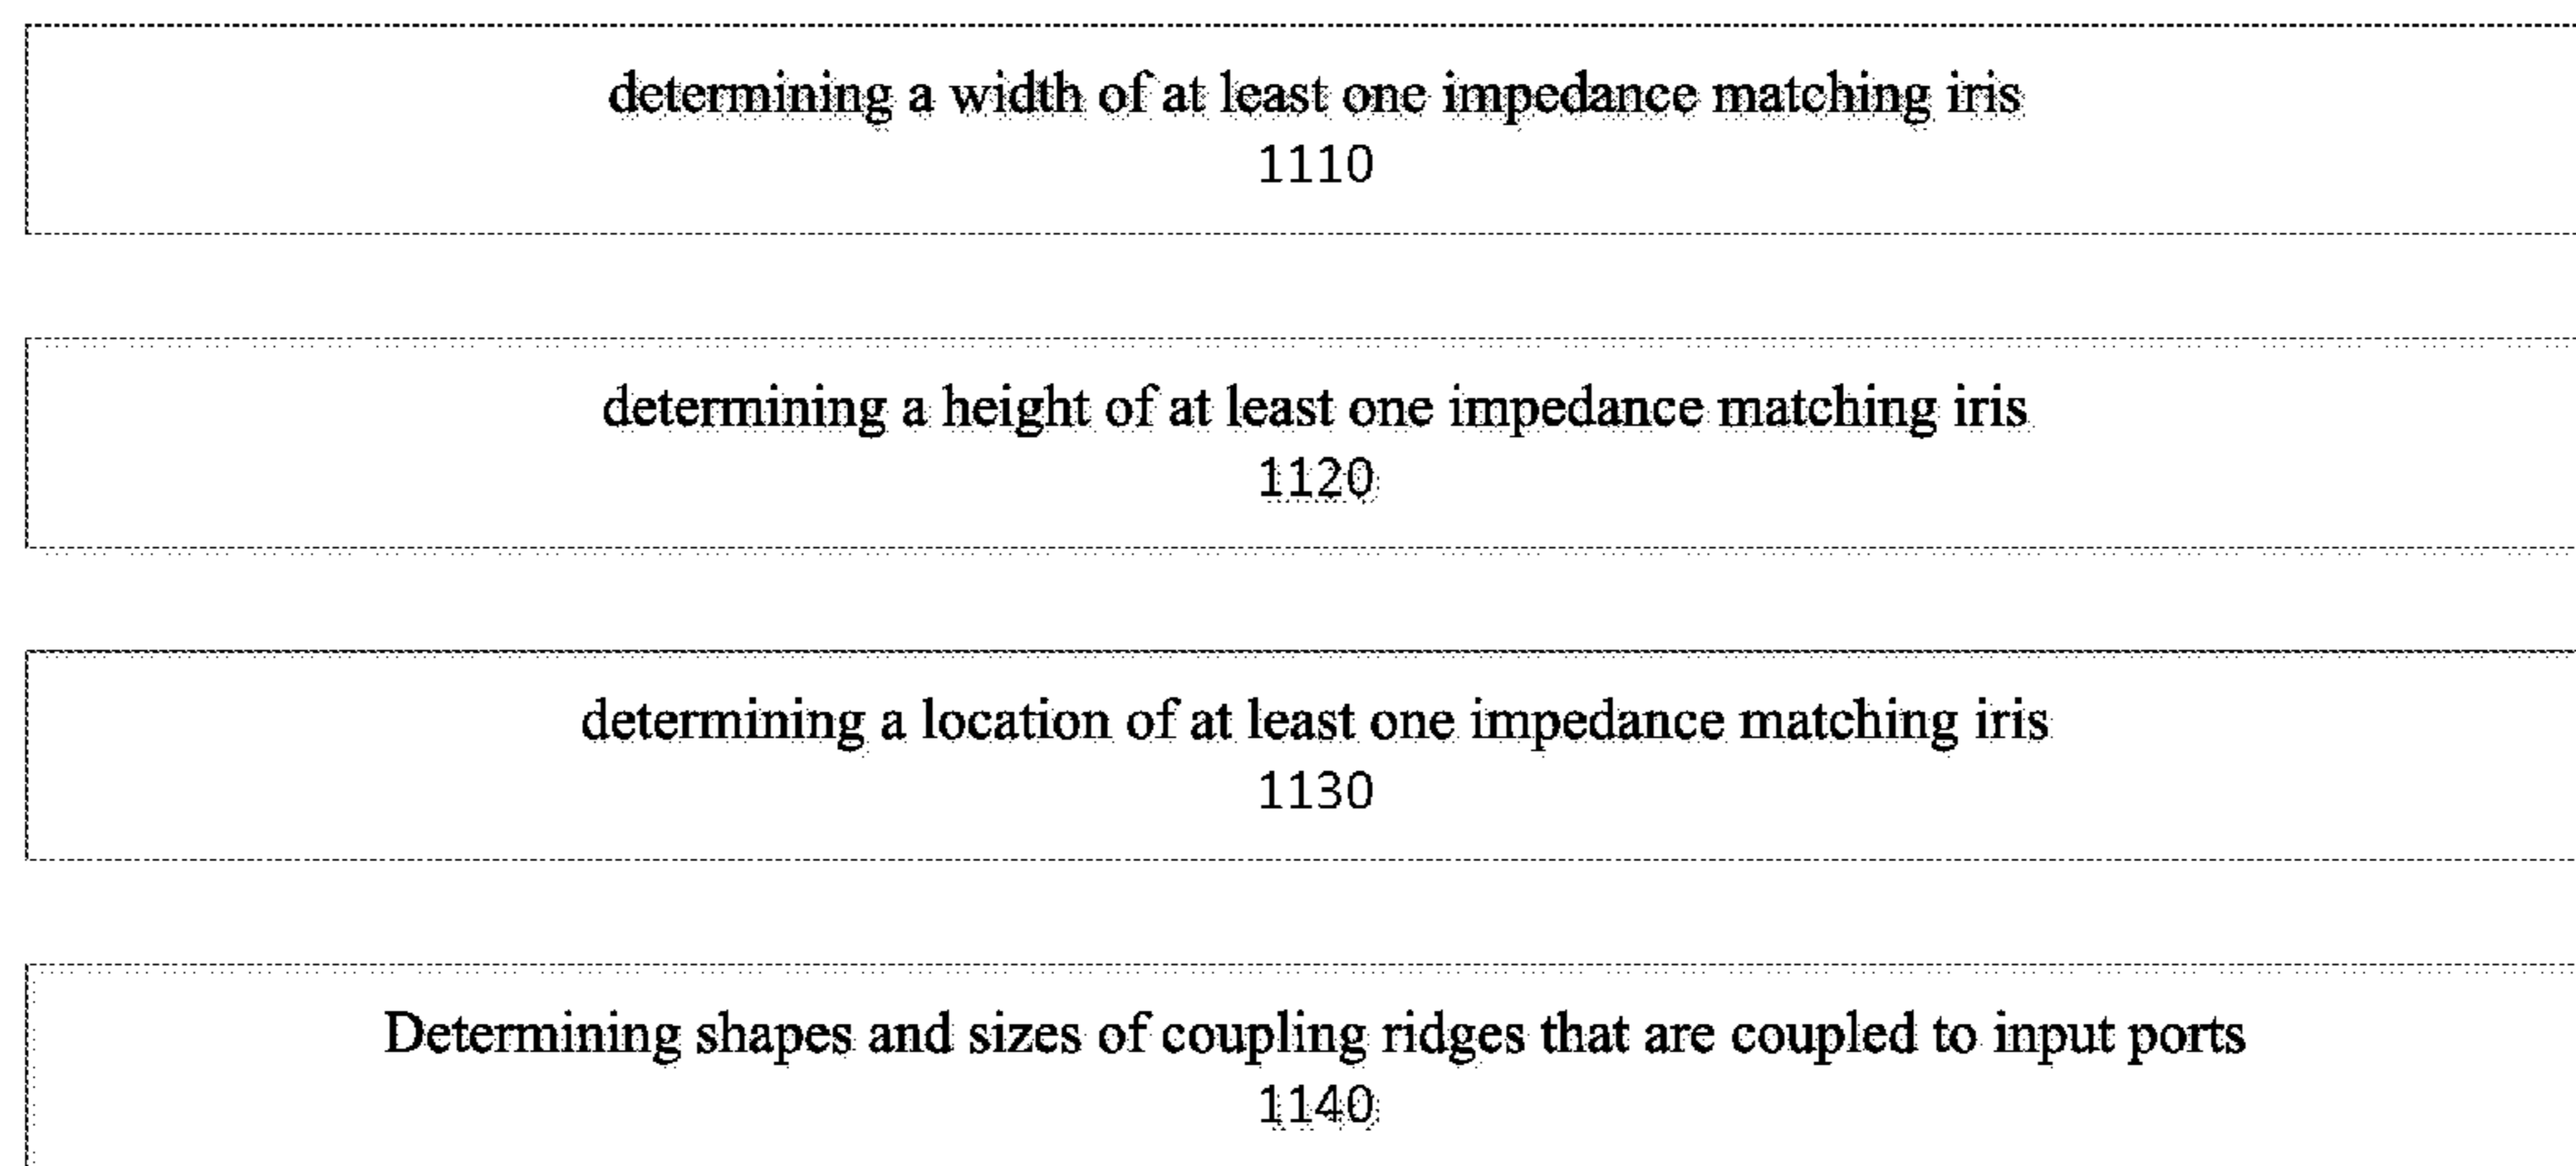 determining a width of at least one impedance matching iris
1110
determining a height of at least one impedance matching iris
1120
determining a location of at least one impedance matching iris
1130
Determining shapes and sizes of coupling ridges that are coupled to input ports
1140